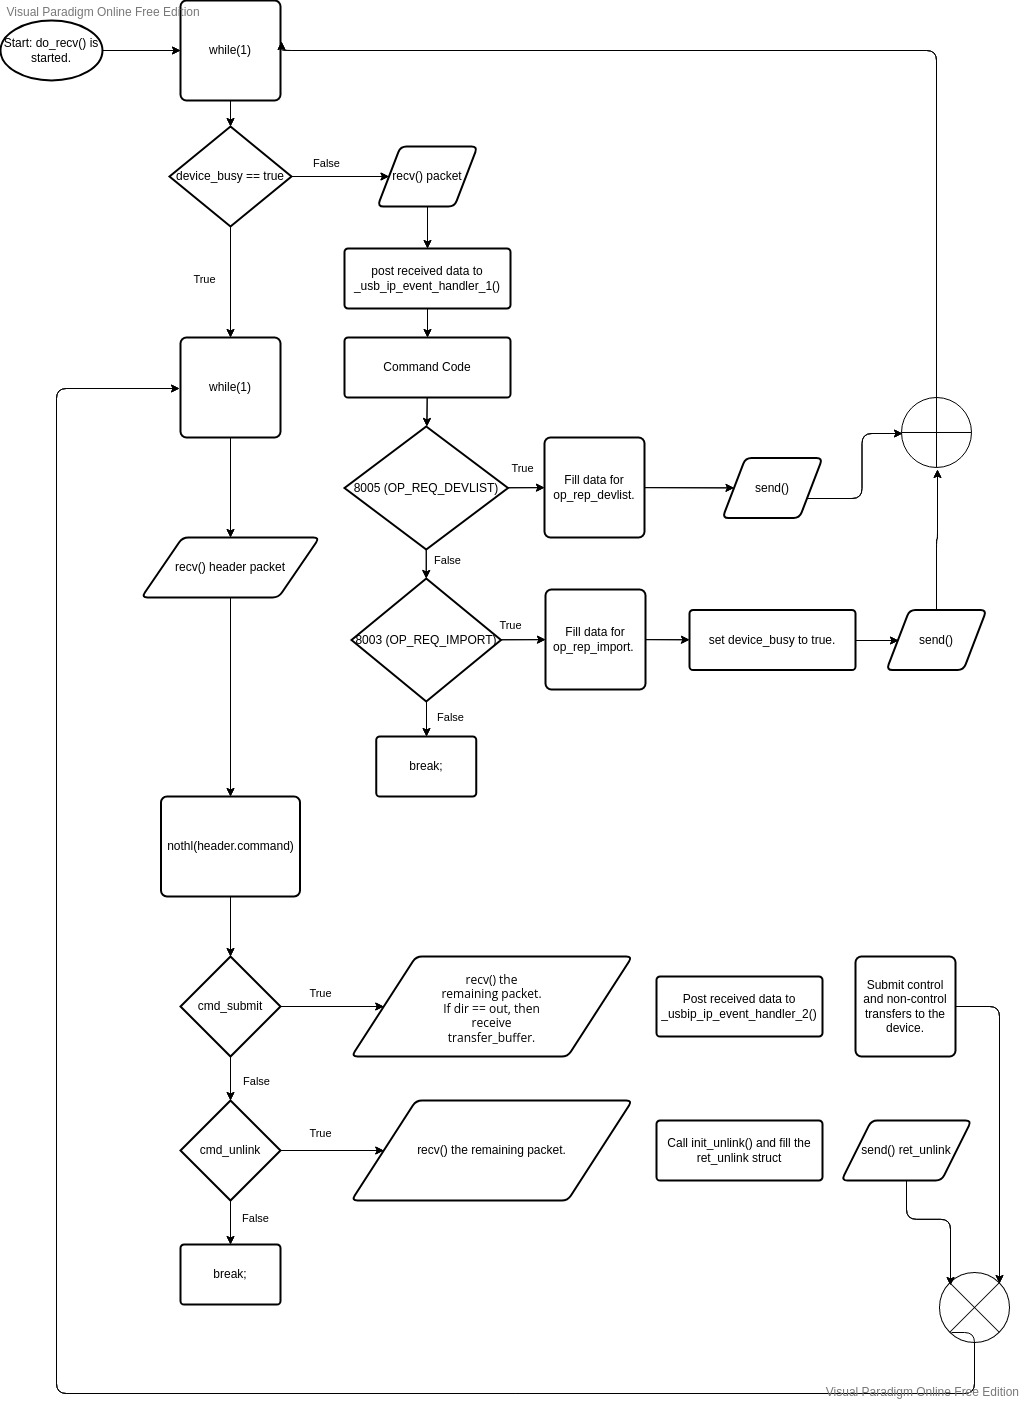 Visual Paradigm Online Free Edition
Start: do_recv() is
started.
while(1)
device_busy == true
False
recv() packet
True
post received data to
_usb_ip_event_handler_1()
while(1)
Command Code
8005 (OP_REQ_DEVLIST)
True
Fill data for
op_rep_devlist.
send()
False
recv() header packet
8003 (OP_REQ_IMPORT)
True
Fill data for
op_rep_import.
set device_busy to true.
send()
False
break;
nothl(header.command)
cmd_submit
True
recv() the
remaining packet.
If dir == out, then
receive
transfer_buffer.
Post received data to
_usbip_ip_event_handler_2()
Submit control
and non-control
transfers to the
device.
False
cmd_unlink
True
recv() the remaining packet.
Call init_unlink() and fill the
ret_unlink struct
send() ret_unlink
False
break;
Visual Paradigm Online Free Edition